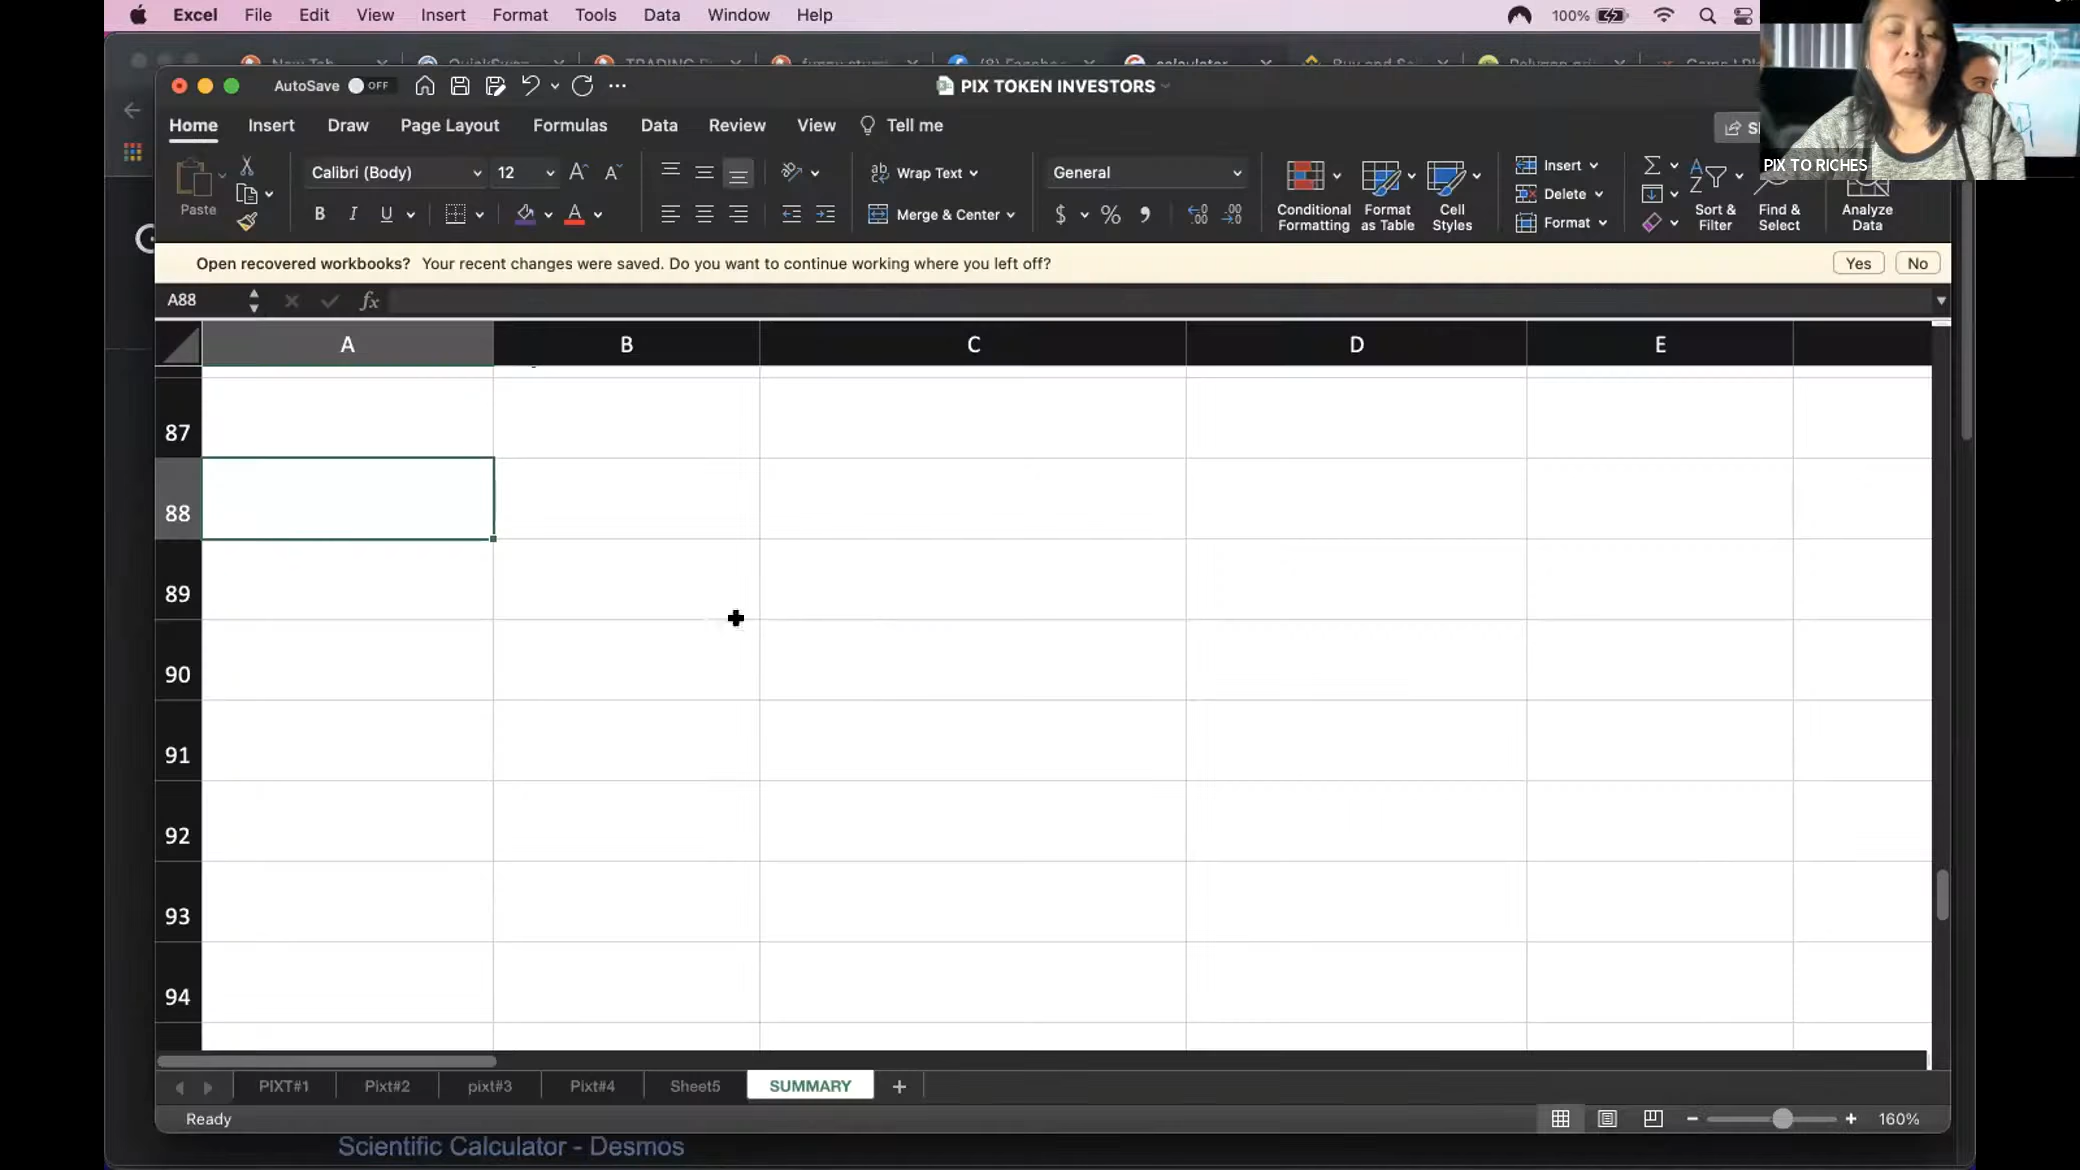 Excel File Edit View Insert Format Tools Data Window Help 100%
AutoSave OFF PIX TOKEN INVESTORS
Home Insert Draw Page Layout Formulas Data Review View Tell me
PIX TO RICHES
Paste
Calibri (Body) 12
B I U A
ab Wrap Text
Merge & Center
General
$ % 9
Conditional Formatting
Format as Table
Cell Styles
Insert
Delete
Format
Sort & Filter
Find & Select
Analyze Data
Open recovered workbooks? Your recent changes were saved. Do you want to continue working where you left off? Yes No
A88 fx
A B C D E
87
88
89
90
91
92
93
94
PIXT#1 Pixt#2 pixt#3 Pixt#4 Sheet5 SUMMARY +
Ready 160%
Scientific Calculator - Desmos